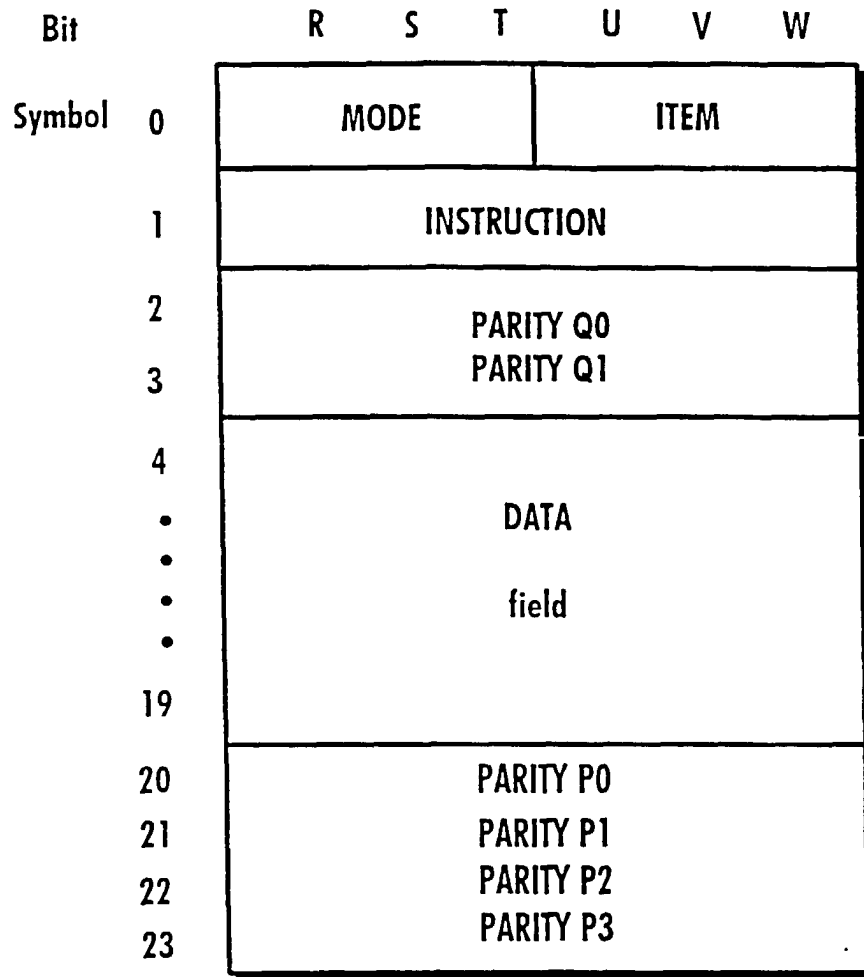 Bit R S T U V W
Symbol 0 MODE ITEM
1 INSTRUCTION
2 PARITY Q0
3 PARITY Q1
4
DATA
field
19
20 PARITY P0
21 PARITY P1
22 PARITY P2
23 PARITY P3